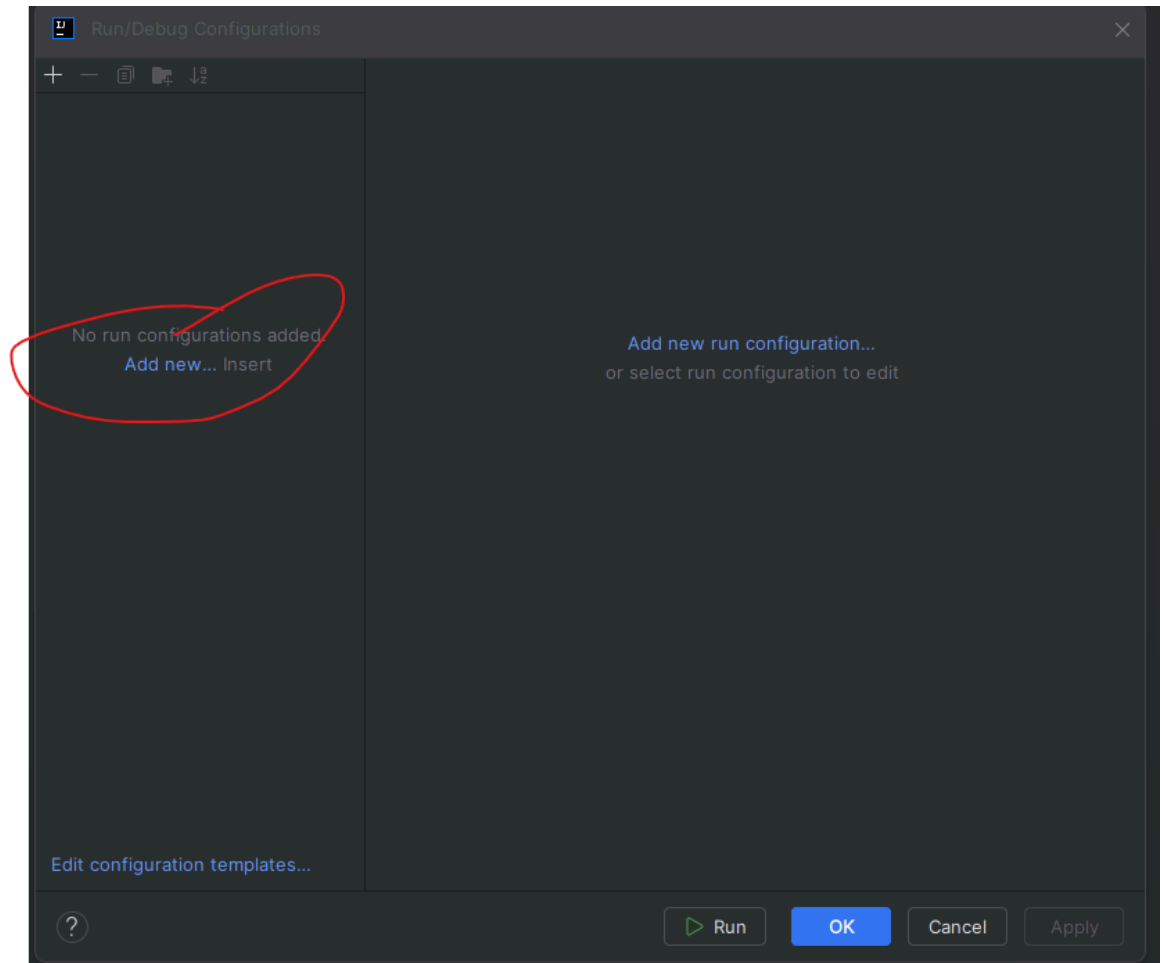 IJ
Run/Debug Configurations
No run configurations added.
Add new... Insert
Add new run configuration...
or select run configuration to edit
Edit configuration templates...
?
Run
OK
Cancel
Apply